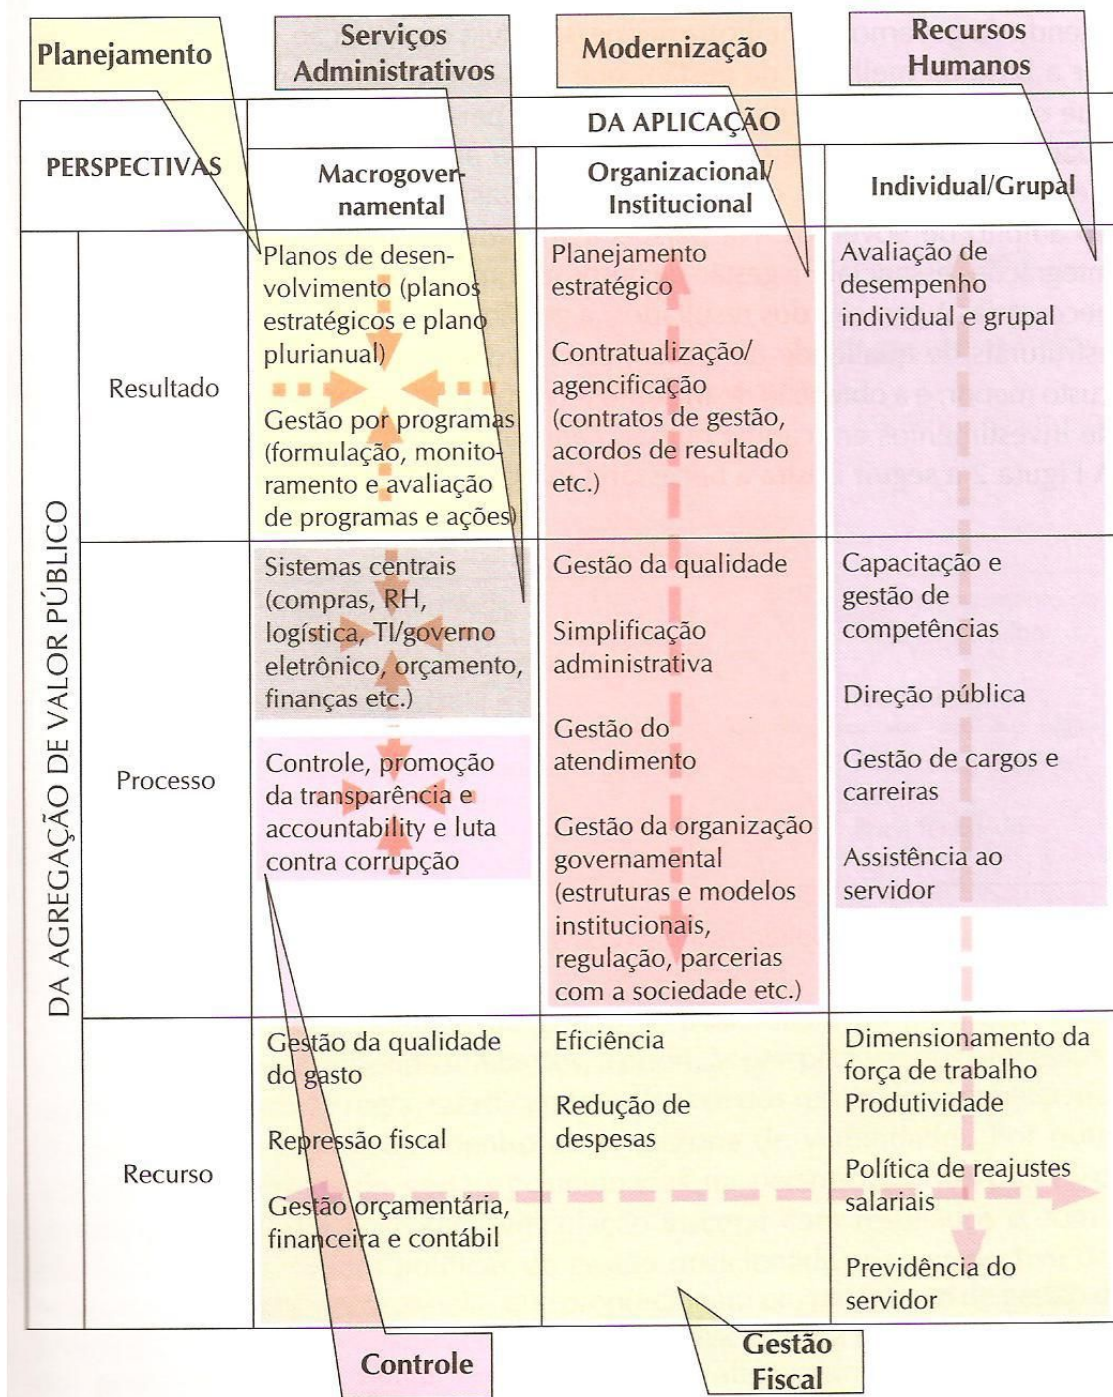 Planejamento
Serviços
Administrativos
Modernização
Recursos
Humanos
PERSPECTIVAS
DA APLICAÇÃO
Macrogover-
namental
Organizacional/
Institucional
Individual/Grupal
DA AGREGAÇÃO DE VALOR PÚBLICO
Resultado
Planos de desen-
volvimento (planos
estratégicos e plano
plurianual)
Gestão por programas
(formulação, monito-
ramento e avaliação
de programas e ações)
Planejamento
estratégico
Contratualização/
agencificação
(contratos de gestão,
acordos de resultado
etc.)
Avaliação de
desempenho
individual e grupal
Processo
Sistemas centrais
(compras, RH,
logística, TI/governo
eletrônico, orçamento,
finanças etc.)
Controle, promoção
da transparência e
accountability e luta
contra corrupção
Gestão da qualidade
Simplificação
administrativa
Gestão do
atendimento
Gestão da organização
governamental
(estruturas e modelos
institucionais,
regulação, parcerias
com a sociedade etc.)
Capacitação e
gestão de
competências
Direção pública
Gestão de cargos e
carreiras
Assistência ao
servidor
Recurso
Gestão da qualidade
do gasto
Repressão fiscal
Gestão orçamentária,
financeira e contábil
Eficiência
Redução de
despesas
Dimensionamento da
força de trabalho
Produtividade
Política de reajustes
salariais
Previdência do
servidor
Controle
Gestão
Fiscal